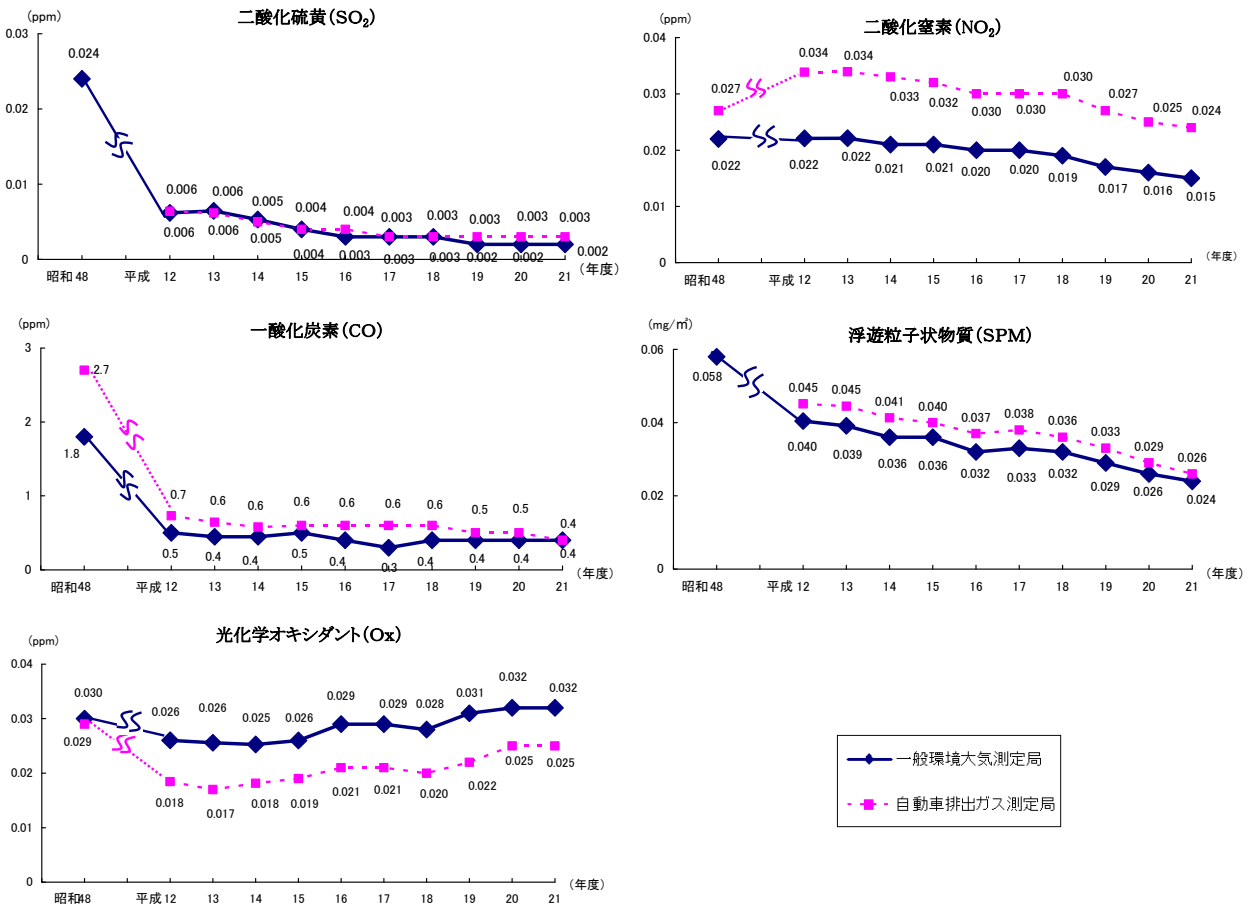 二酸化硫黄(SO₂)
(ppm)
0.03
0.02
0.01
0
0.024
0.006 0.006 0.005 0.004 0.004 0.003 0.003 0.003 0.003 0.003
0.006 0.006 0.005 0.004 0.003 0.003 0.003 0.002 0.002 0.002
昭和48 平成 12 13 14 15 16 17 18 19 20 21 (年度)
二酸化窒素(NO₂)
(ppm)
0.04
0.03
0.02
0.01
0
0.027 0.034 0.034 0.033 0.032 0.030 0.030 0.030 0.027 0.025 0.024
0.022 0.022 0.022 0.021 0.021 0.020 0.020 0.019 0.017 0.016 0.015
昭和48 平成 12 13 14 15 16 17 18 19 20 21 (年度)
一酸化炭素(CO)
(ppm)
3
2
1
0
2.7 0.7 0.6 0.6 0.6 0.6 0.6 0.6 0.5 0.5 0.4
1.8 0.5 0.4 0.4 0.5 0.4 0.3 0.4 0.4 0.4 0.4
昭和48 平成 12 13 14 15 16 17 18 19 20 21 (年度)
浮遊粒子状物質(SPM)
(mg/㎥)
0.06
0.04
0.02
0
0.045 0.045 0.041 0.040 0.037 0.038 0.036 0.033 0.029 0.026
0.058 0.040 0.039 0.036 0.036 0.032 0.033 0.032 0.029 0.026 0.024
昭和48 平成 12 13 14 15 16 17 18 19 20 21 (年度)
光化学オキシダント(Ox)
(ppm)
0.04
0.03
0.02
0.01
0
0.030 0.026 0.026 0.025 0.026 0.029 0.029 0.028 0.031 0.032 0.032
0.029 0.018 0.017 0.018 0.019 0.021 0.021 0.020 0.022 0.025 0.025
昭和48 平成 12 13 14 15 16 17 18 19 20 21 (年度)
一般環境大気測定局
自動車排出ガス測定局